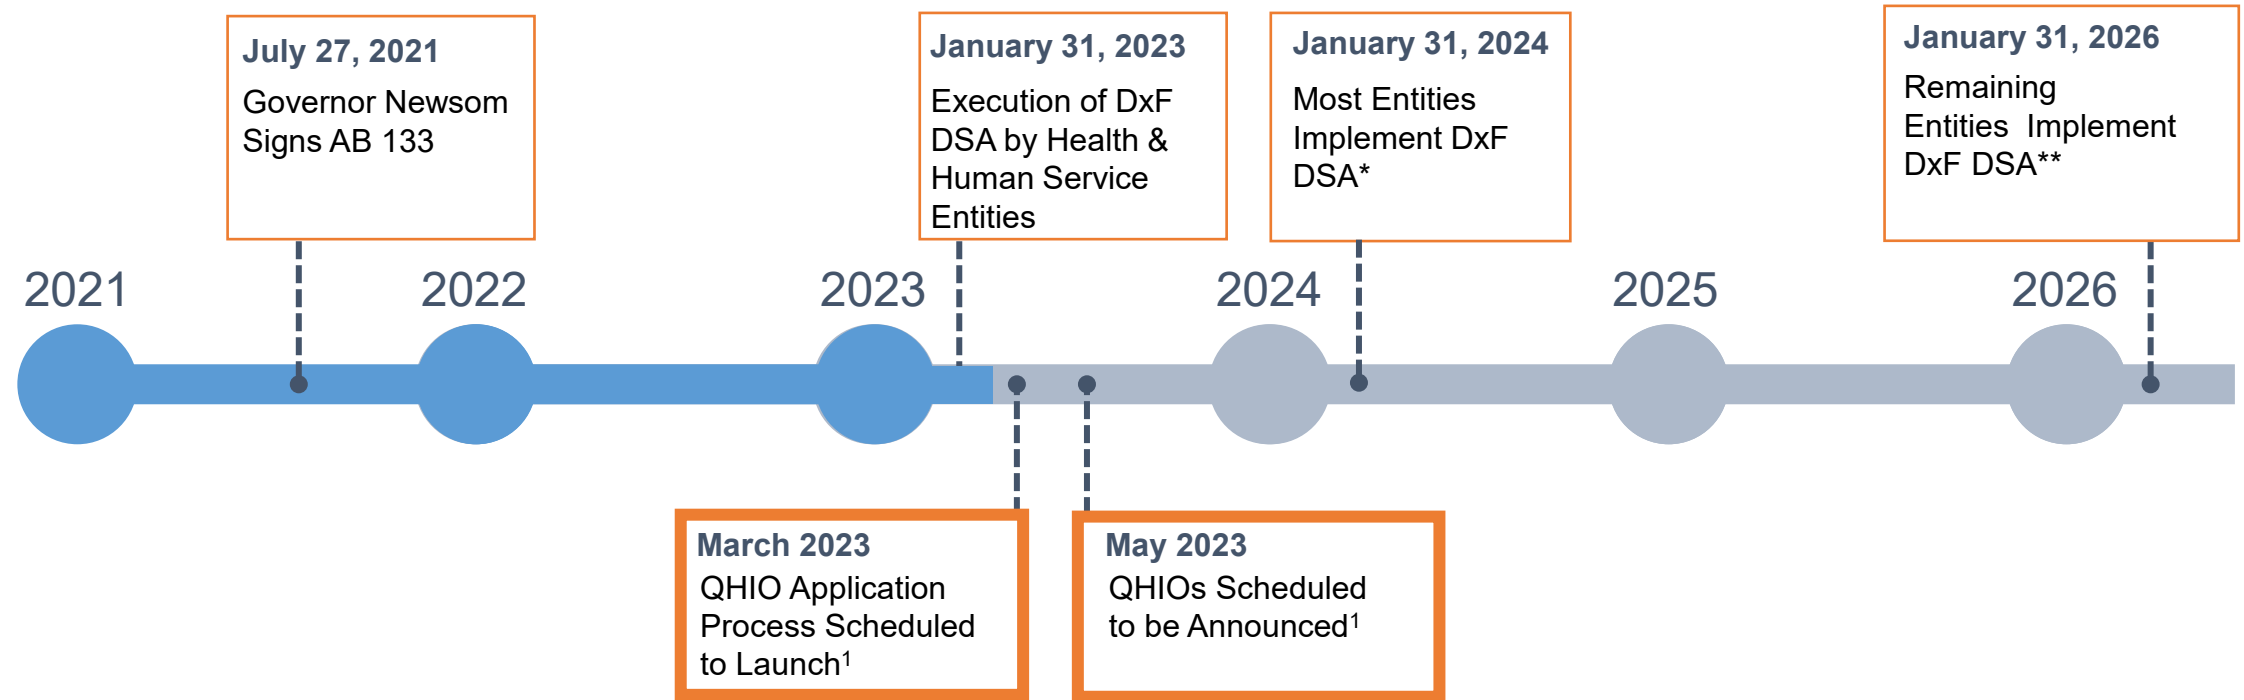 July 27, 2021
Governor Newsom
Signs AB 133
January 31, 2023
Execution of DxF
DSA by Health &
Human Service
Entities
January 31, 2024
Most Entities
Implement DxF
DSA*
January 31, 2026
Remaining
Entities  Implement
DxF DSA**
2021
2022
2023
2024
2025
2026
March 2023
QHIO Application
Process Scheduled
to Launch¹
May 2023
QHIOs Scheduled
to be Announced¹